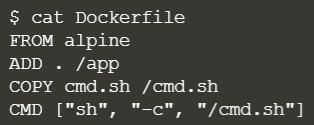 $ cat Dockerfile
FROM alpine
ADD . /app
COPY cmd.sh /cmd.sh
CMD ["sh", "-c", "/cmd.sh"]